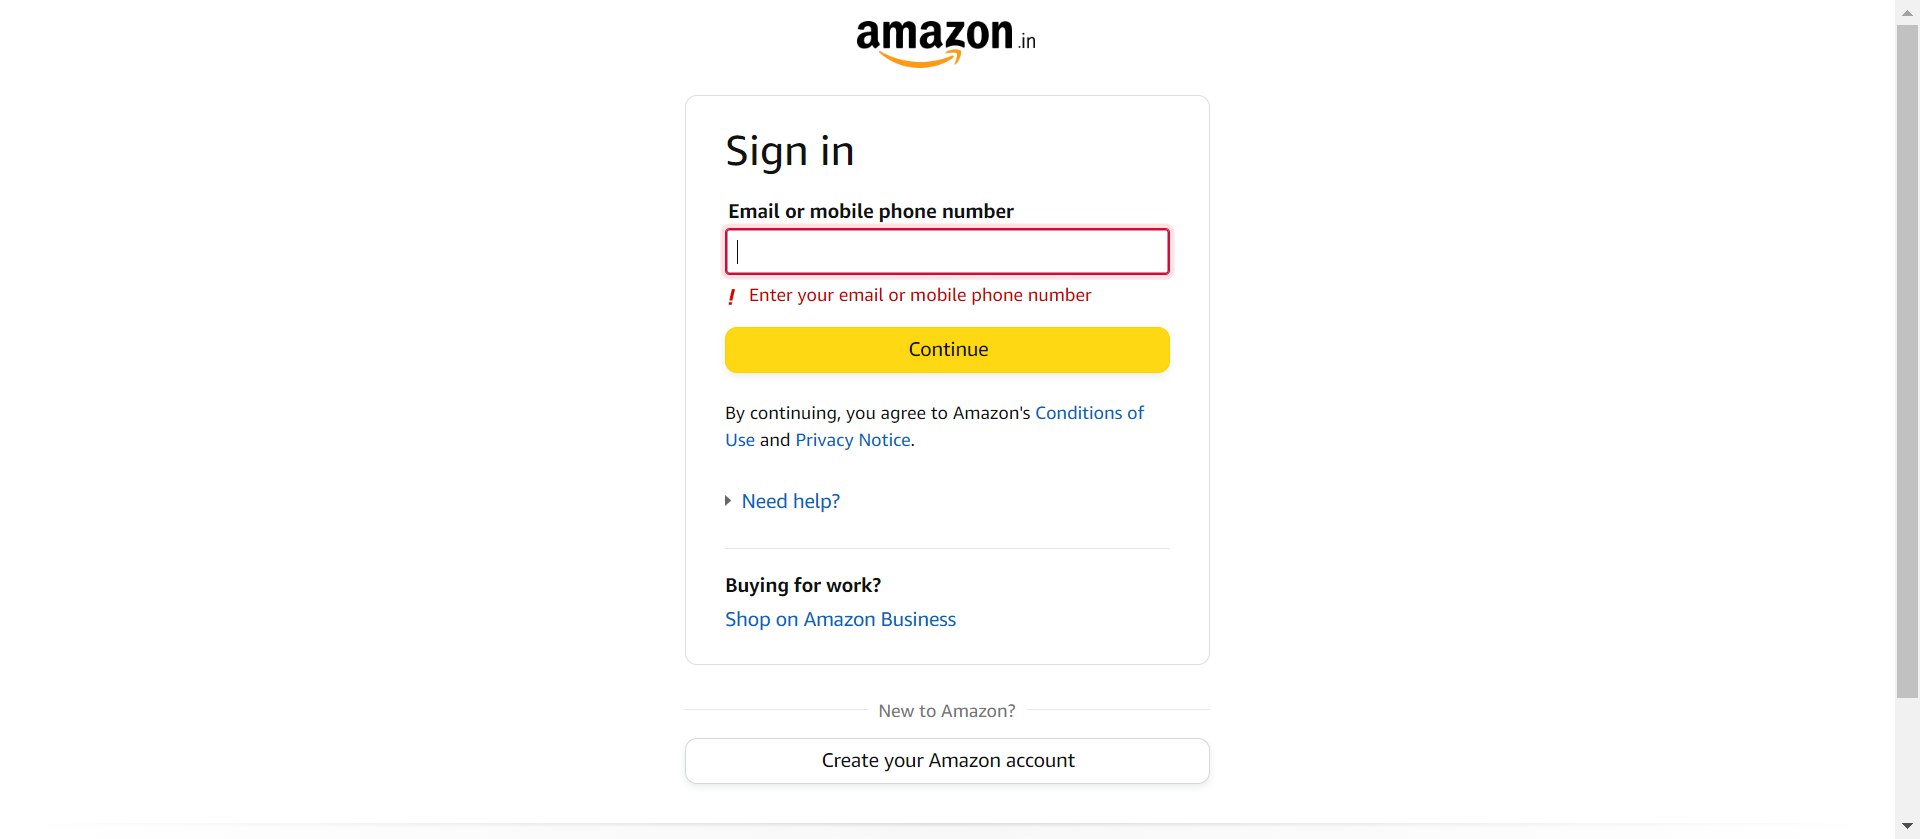 amazon.in
Sign in
Email or mobile phone number
! Enter your email or mobile phone number
Continue
By continuing, you agree to Amazon's Conditions of
Use and Privacy Notice.
Need help?
Buying for work?
Shop on Amazon Business
New to Amazon?
Create your Amazon account